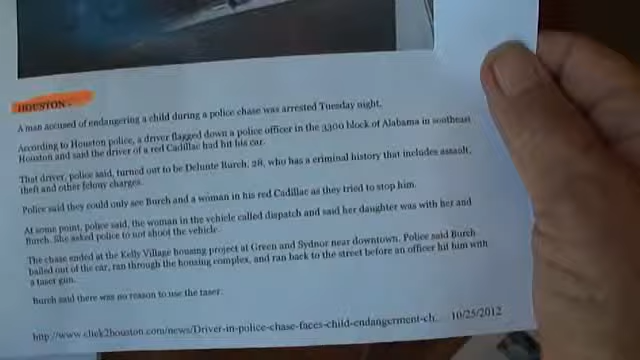 HOUSTON -
A man accused of endangering a child during a police chase was arrested Tuesday night.
According to Houston police, a driver flagged down a police officer in the 3300 block of Alabama in southeast
Houston and said the driver of a red Cadillac had hit his car.
That driver, police said, turned out to be Delunte Burch, 28, who has a criminal history that includes assault,
theft and other felony charges.
Police said they could only see Burch and a woman in his red Cadillac as they tried to stop him.
At some point, police said, the woman in the vehicle called dispatch and said her daughter was with her and
Burch. She asked police to not shoot the vehicle.
The chase ended at the Kelly Village housing project at Green and Sydnor near downtown. Police said Burch
bailed out of the car, ran through the housing complex, and ran back to the street before an officer hit him with
a taser gun.
Burch said there was no reason to use the taser.
http://www.click2houston.com/news/Driver-in-police-chase-faces-child-endangerment-ch... 10/25/2012